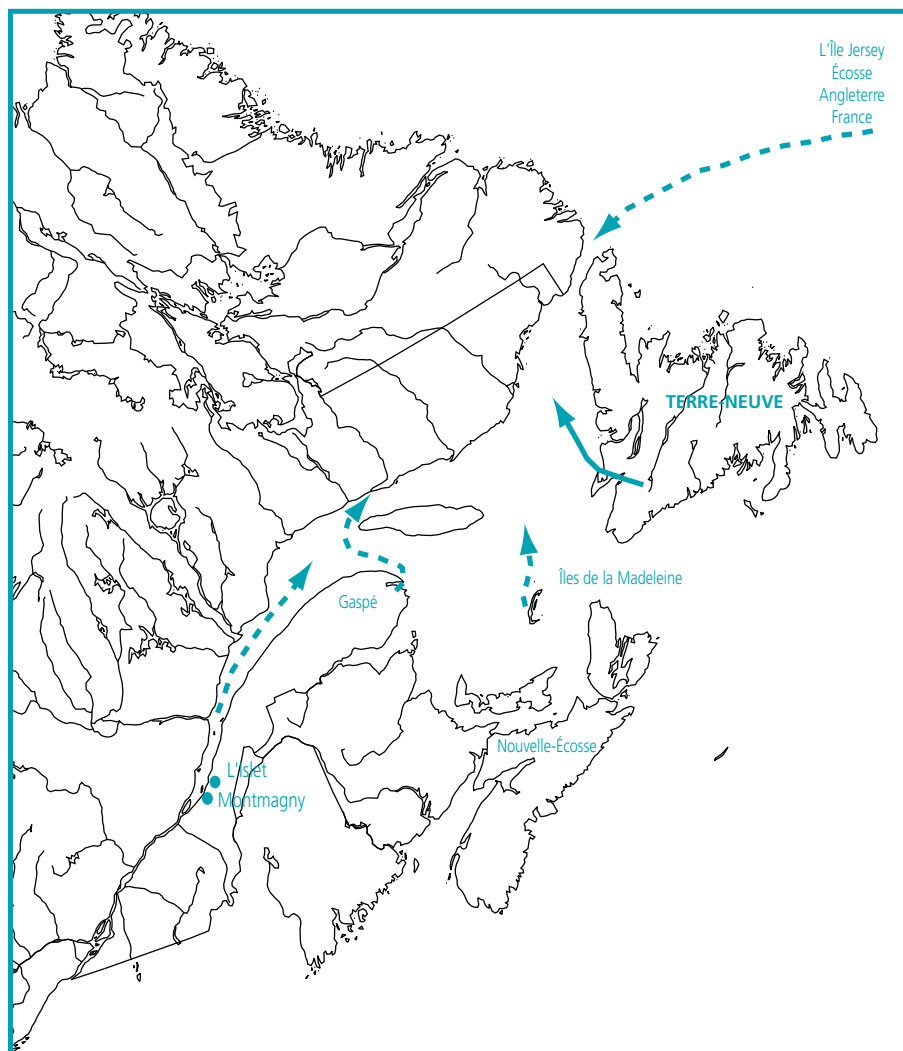 L'Île Jersey
Écosse
Angleterre
France
TERRE-NEUVE
Îles de la Madeleine
Gaspé
Nouvelle-Écosse
L'Islet
Montmagny